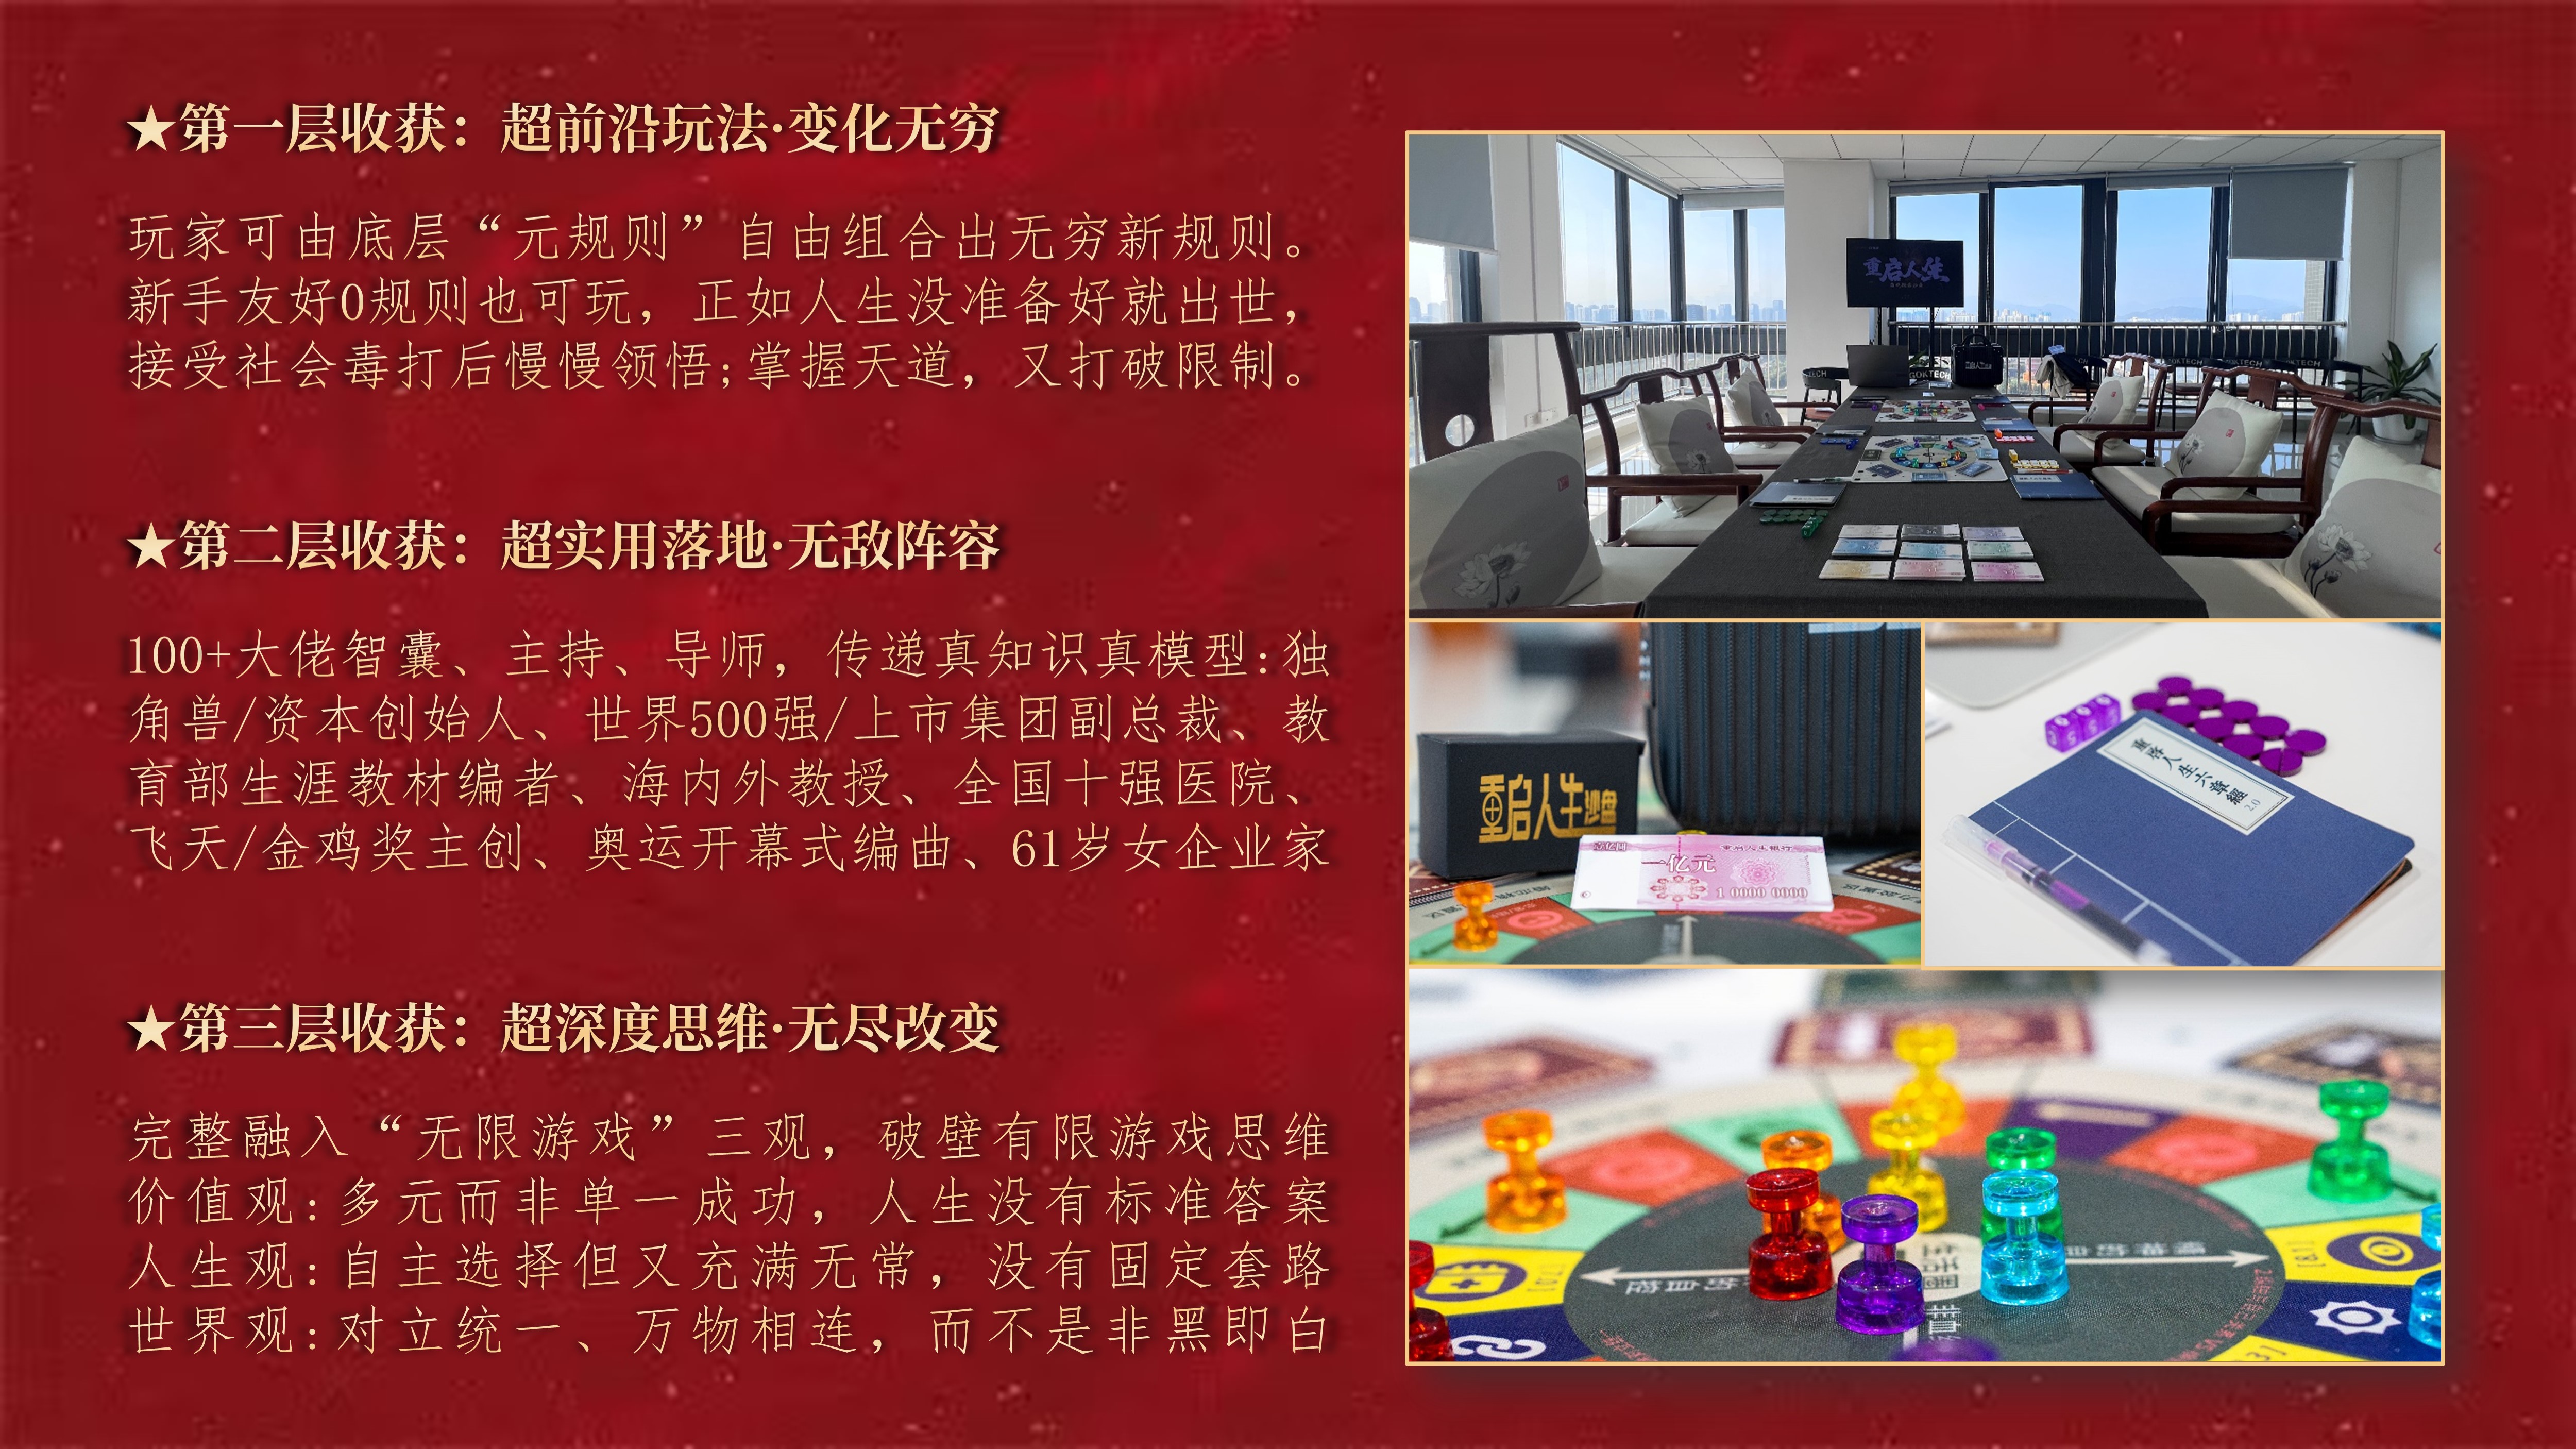 ★第一层收获：超前沿玩法·变化无穷
玩家可由底层“元规则”自由组合出无穷新规则。
新手友好0规则也可玩，正如人生没准备好就出世，
接受社会毒打后慢慢领悟;掌握天道，又打破限制。
★第二层收获：超实用落地·无敌阵容
100+大佬智囊、主持、导师，传递真知识真模型:独
角兽/资本创始人、世界500强/上市集团副总裁、教
育部生涯教材编者、海内外教授、全国十强医院、
飞天/金鸡奖主创、奥运开幕式编曲、61岁女企业家
★第三层收获：超深度思维·无尽改变
完整融入“无限游戏”三观，破壁有限游戏思维
价值观:多元而非单一成功，人生没有标准答案
人生观:自主选择但又充满无常，没有固定套路
世界观:对立统一、万物相连，而不是非黑即白
重启人生
重启人生沙盘
一亿元
1 0000 0000
重启人生六章經
2.0